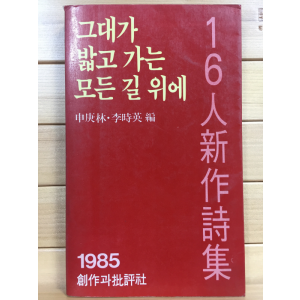 그대가
밟고 가는
모든 길 위에
申庚林·李時英 編
16人新作詩集
1985
創作과批評社